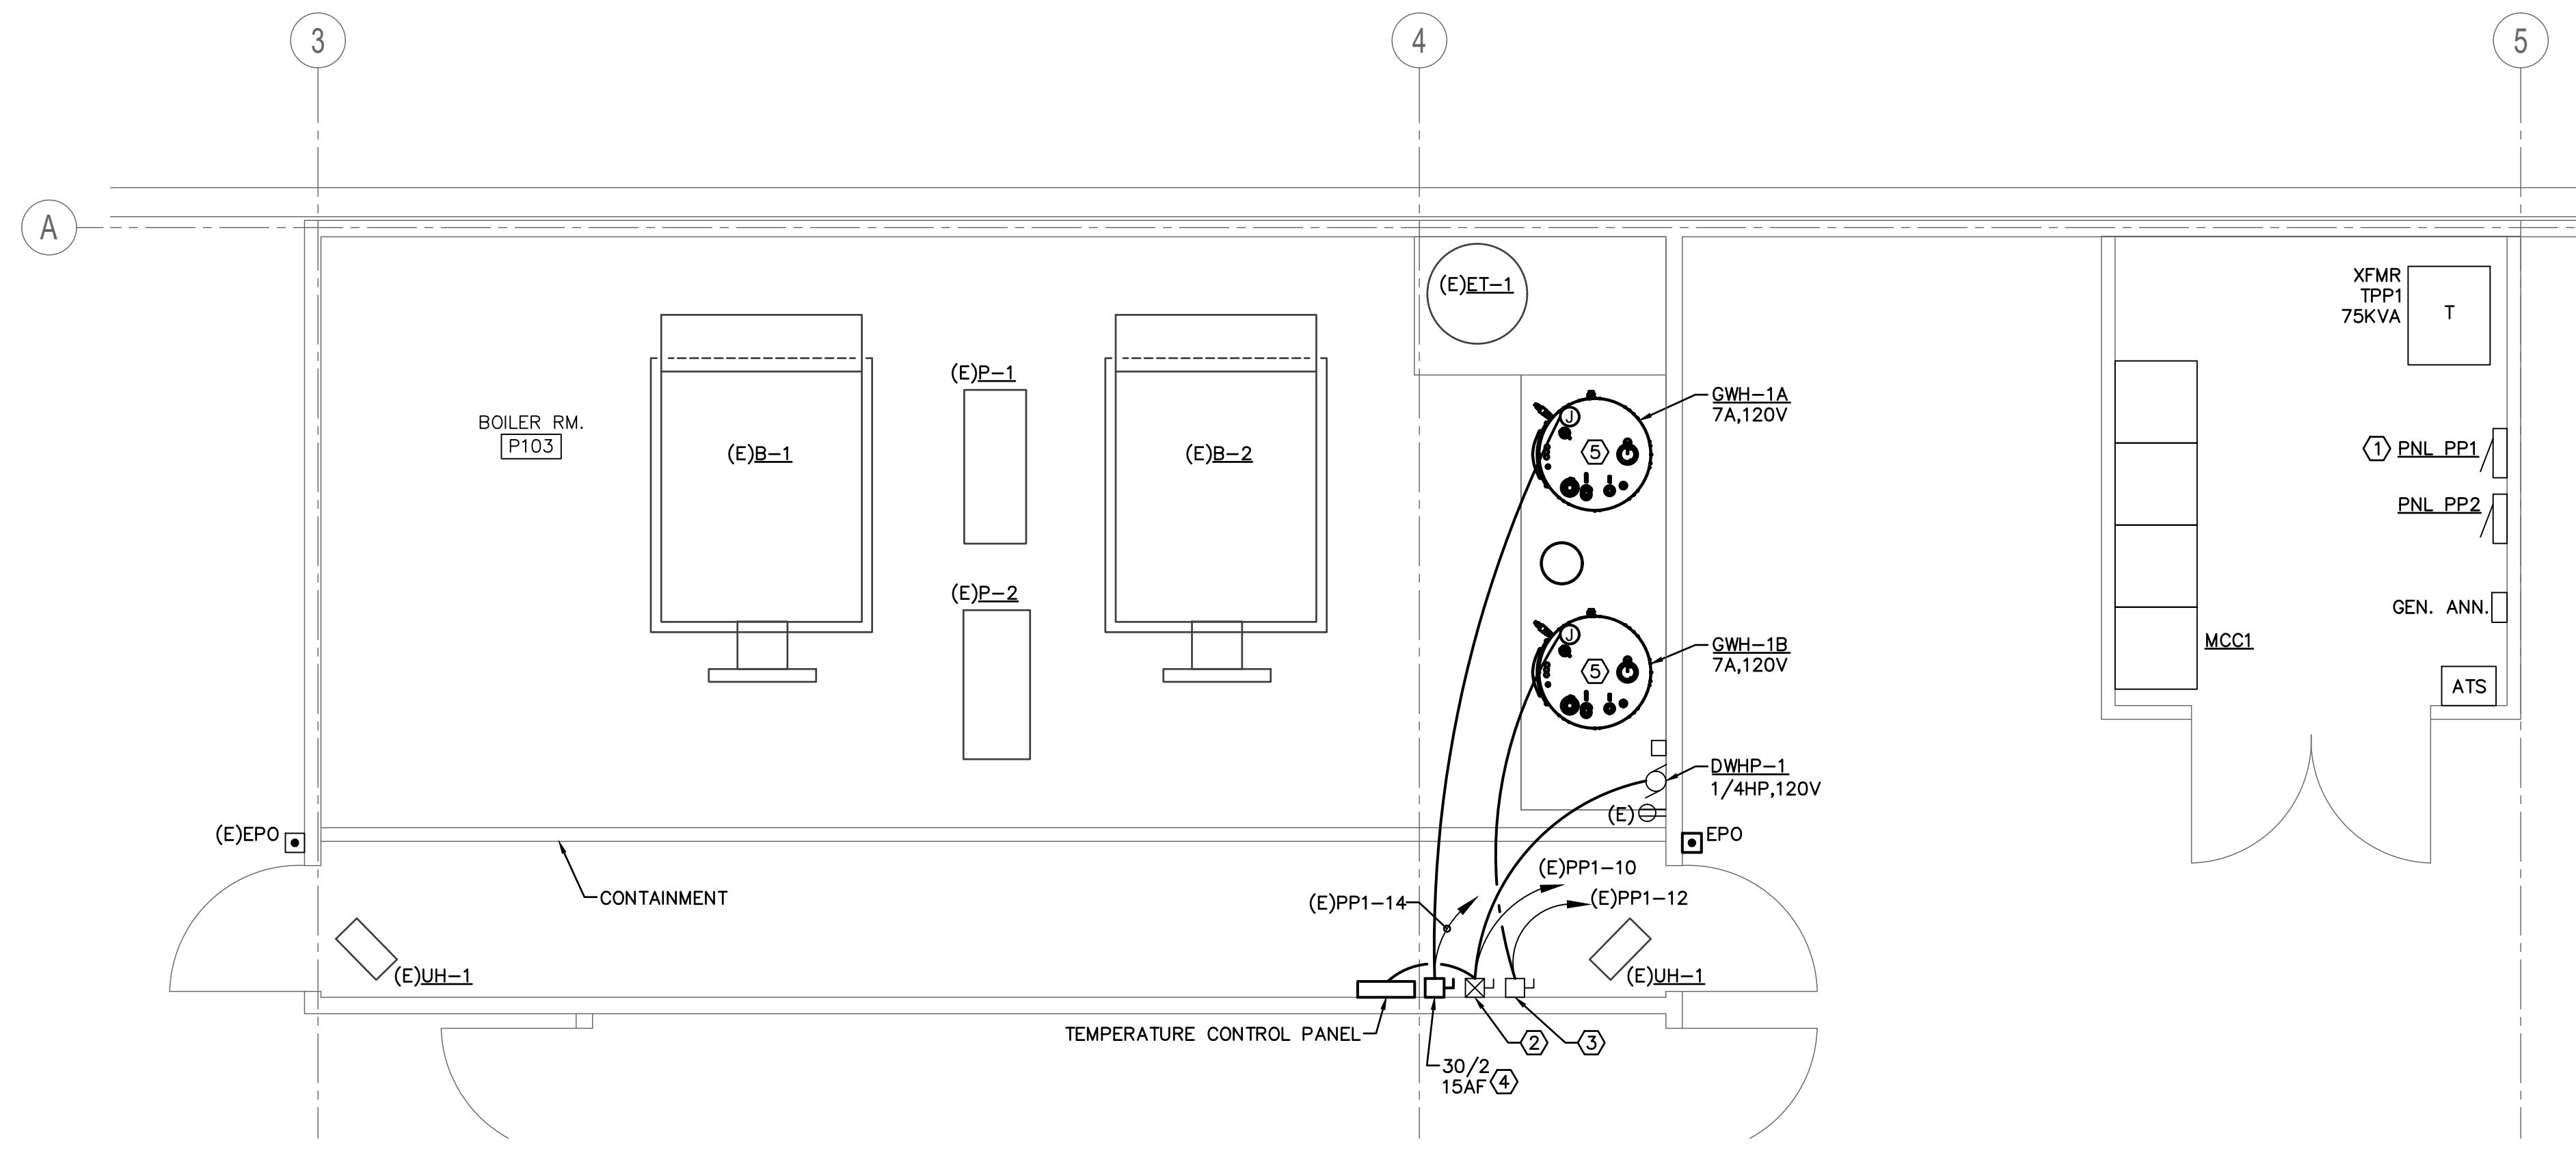 3
4
5
A
(E)ET-1
XFMR
TPP1
75KVA
T
(E)P-1
GWH-1A
7A,120V
J
5
BOILER RM.
P103
(E)B-1
(E)B-2
1
PNL PP1
PNL PP2
(E)P-2
GEN. ANN.
J
5
GWH-1B
7A,120V
MCC1
ATS
DWHP-1
1/4HP,120V
(E)
(E)EPO
EPO
(E)PP1-10
CONTAINMENT
(E)PP1-14
(E)PP1-12
(E)UH-1
(E)UH-1
TEMPERATURE CONTROL PANEL
2
3
30/2
15AF
4